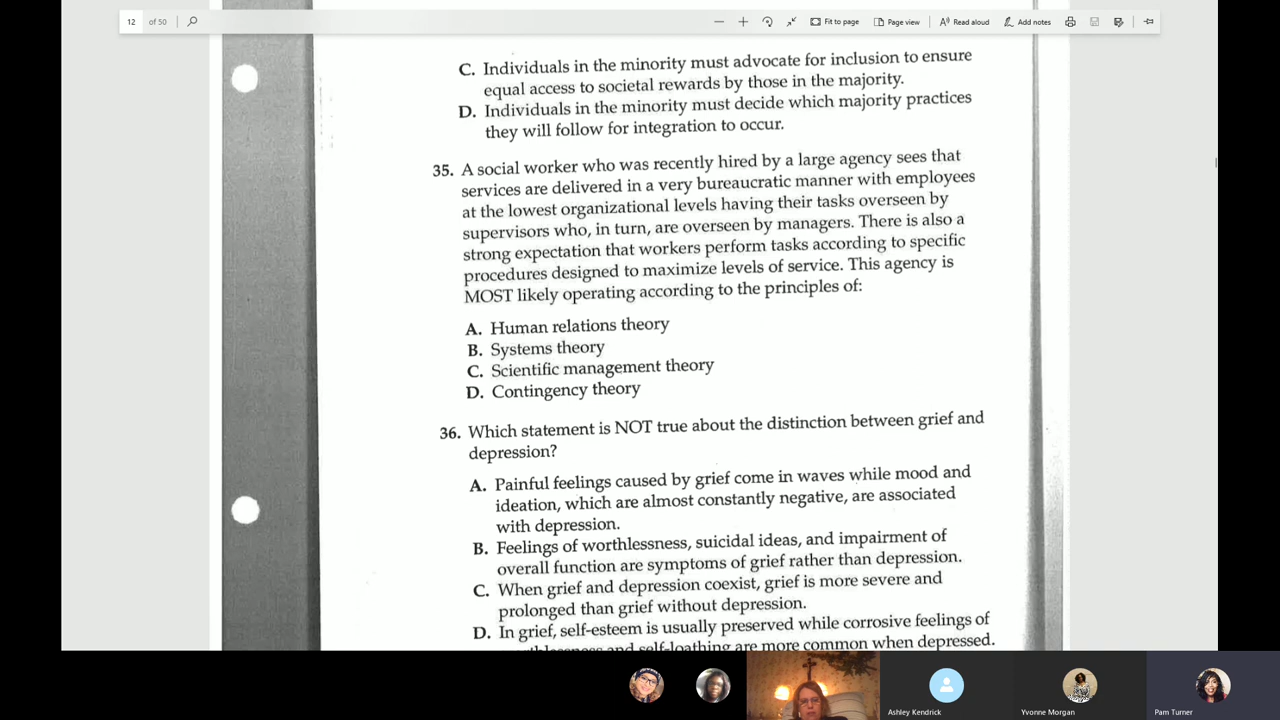 12 of 50
Fit to page
Page view
Read aloud
Add notes
C. Individuals in the minority must advocate for inclusion to ensure
equal access to societal rewards by those in the majority.
D. Individuals in the minority must decide which majority practices
they will follow for integration to occur.
35. A social worker who was recently hired by a large agency sees that
services are delivered in a very bureaucratic manner with employees
at the lowest organizational levels having their tasks overseen by
supervisors who, in turn, are overseen by managers. There is also a
strong expectation that workers perform tasks according to specific
procedures designed to maximize levels of service. This agency is
MOST likely operating according to the principles of:
A. Human relations theory
B. Systems theory
C. Scientific management theory
D. Contingency theory
36. Which statement is NOT true about the distinction between grief and
depression?
A. Painful feelings caused by grief come in waves while mood and
ideation, which are almost constantly negative, are associated
with depression.
B. Feelings of worthlessness, suicidal ideas, and impairment of
overall function are symptoms of grief rather than depression.
C. When grief and depression coexist, grief is more severe and
prolonged than grief without depression.
D. In grief, self-esteem is usually preserved while corrosive feelings of
and self-loathing are more common when depressed.
Ashley Kendrick
Yvonne Morgan
Pam Turner